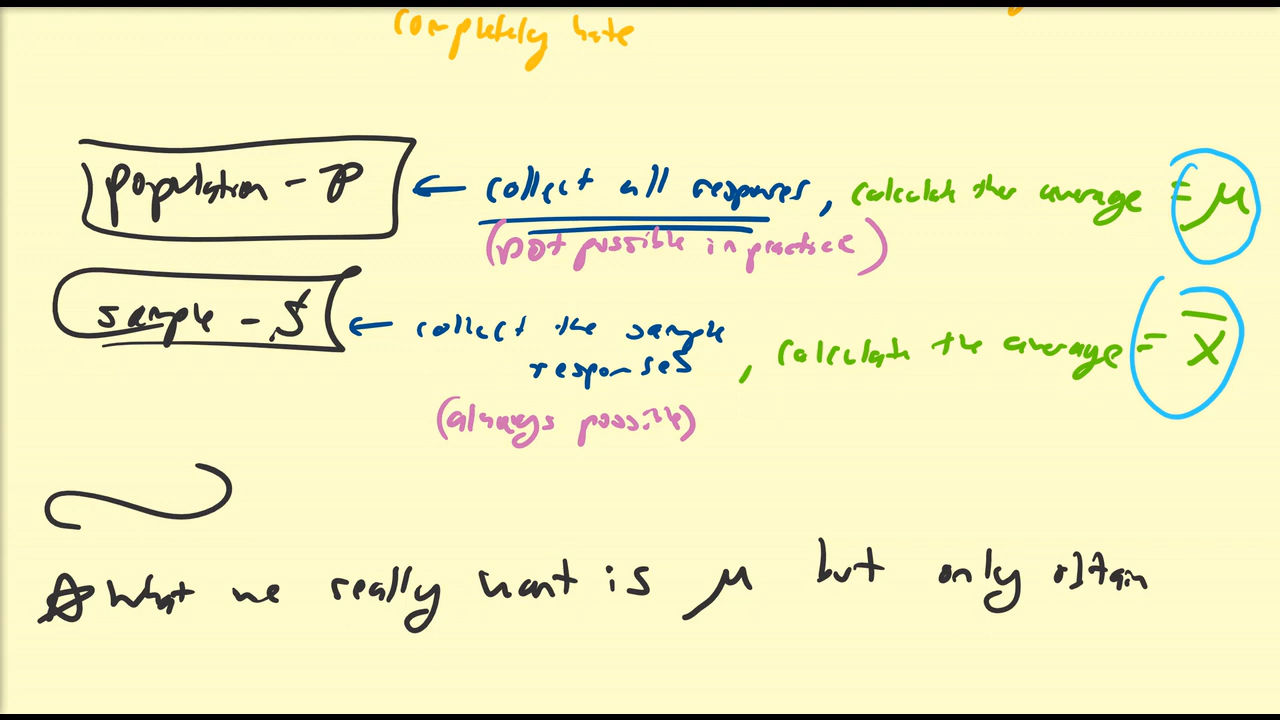 completely hate
population - P ← collect all responses, calculate the average = μ
(not possible in practice)
sample - S ← collect the sample
responses, calculate the average = x̄
(always possible)
☆ what we really want is μ but only obtain